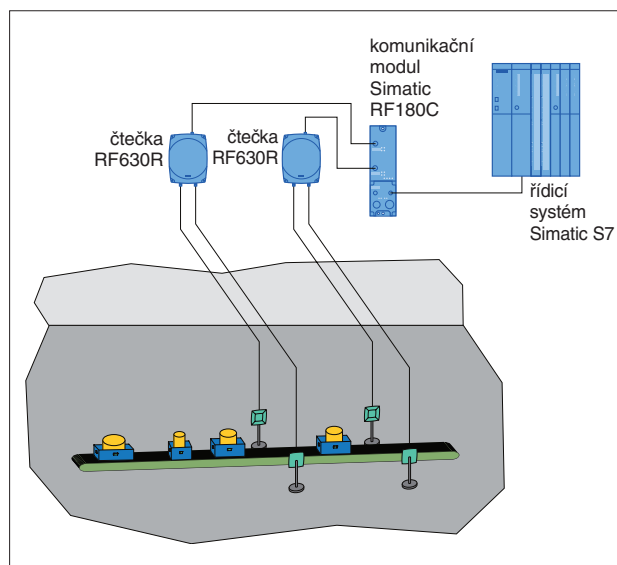 komunikační
modul
Simatic
RF180C
čtečka
RF630R
čtečka
RF630R
řídicí
systém
Simatic S7